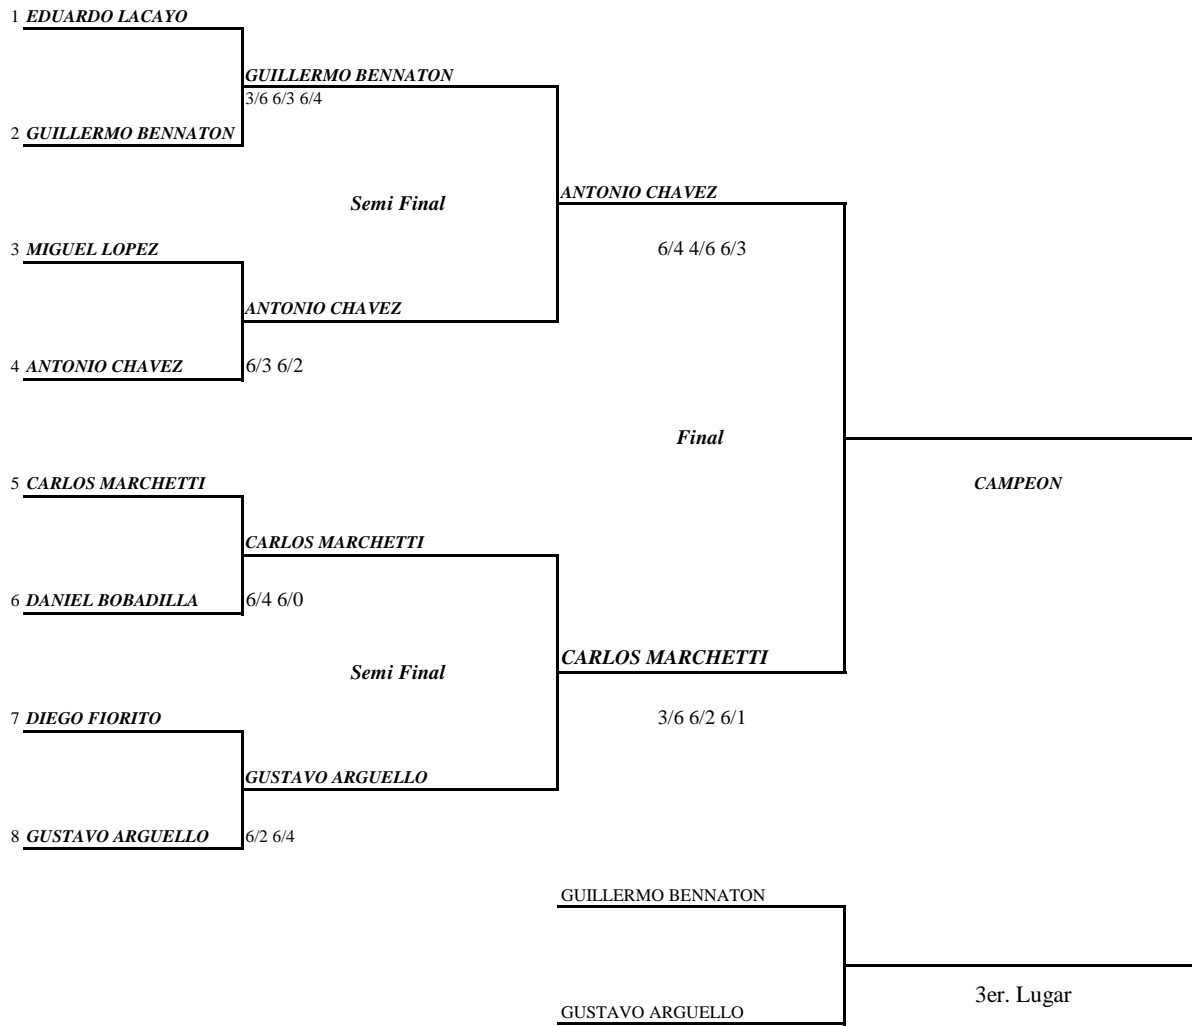 1 EDUARDO LACAYO
GUILLERMO BENNATON
3/6 6/3 6/4
2 GUILLERMO BENNATON
Semi Final
ANTONIO CHAVEZ
3 MIGUEL LOPEZ
6/4 4/6 6/3
ANTONIO CHAVEZ
4 ANTONIO CHAVEZ
6/3 6/2
Final
5 CARLOS MARCHETTI
CAMPEON
CARLOS MARCHETTI
6 DANIEL BOBADILLA
6/4 6/0
Semi Final
CARLOS MARCHETTI
7 DIEGO FIORITO
3/6 6/2 6/1
GUSTAVO ARGUELLO
8 GUSTAVO ARGUELLO
6/2 6/4
GUILLERMO BENNATON
3er. Lugar
GUSTAVO ARGUELLO